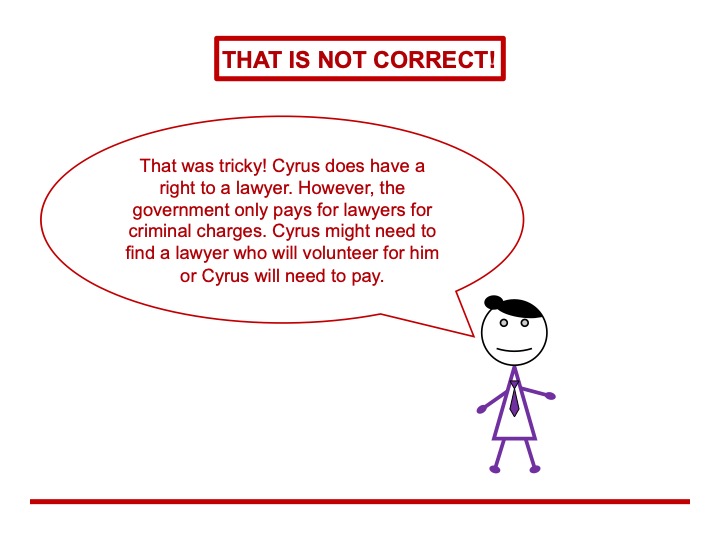 THAT IS NOT CORRECT!
That was tricky! Cyrus does have a
right to a lawyer. However, the
government only pays for lawyers for
criminal charges. Cyrus might need to
find a lawyer who will volunteer for him
or Cyrus will need to pay.